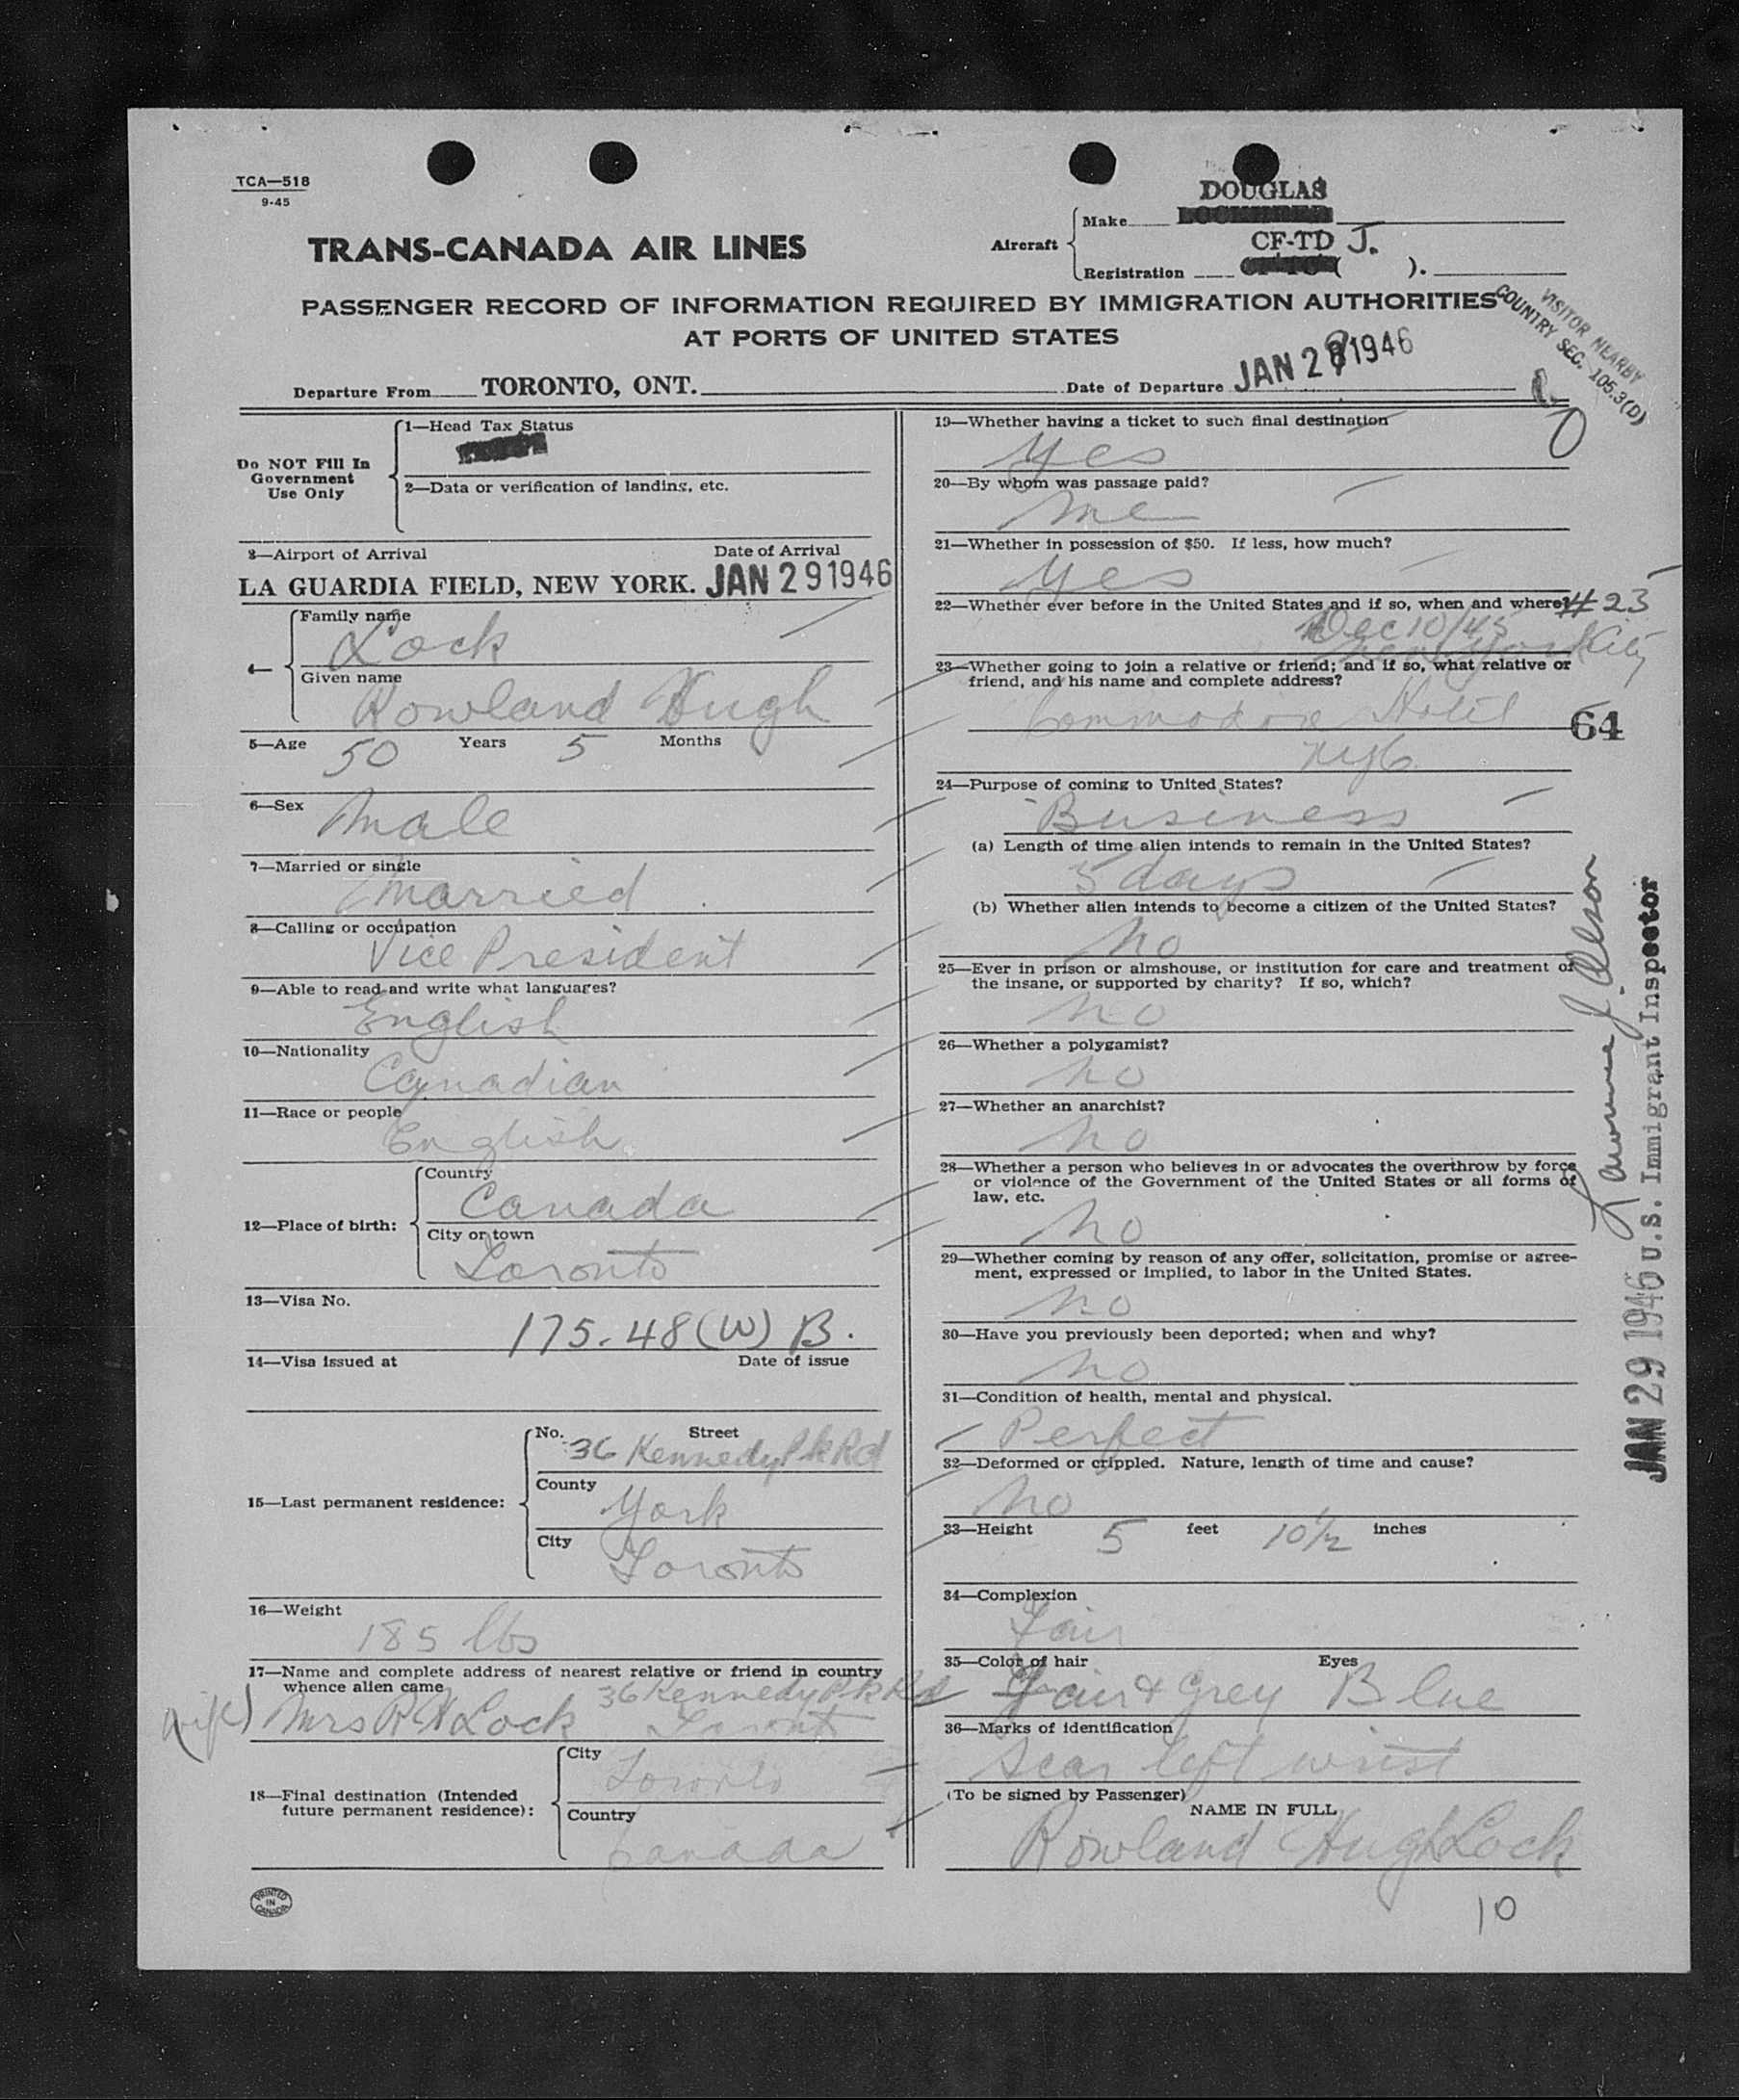 TCA—518
9-45
DOUGLAS
Make
TRANS-CANADA AIR LINES
Aircraft
CF-TD J.
Registration ( ).
PASSENGER RECORD OF INFORMATION REQUIRED BY IMMIGRATION AUTHORITIES
AT PORTS OF UNITED STATES
VISITOR NEARBY
COUNTRY SEC. 105.3(D)
Departure From TORONTO, ONT. Date of Departure JAN 29 1946
Do NOT Fill In
Government
Use Only
1—Head Tax Status
2—Data or verification of landing, etc.
3—Airport of Arrival Date of Arrival
LA GUARDIA FIELD, NEW YORK. JAN 29 1946
4—
Family name
Lock
Given name
Rowland Hugh
5—Age 50 Years 5 Months
6—Sex
Male
7—Married or single
Married
8—Calling or occupation
Vice President
9—Able to read and write what languages?
English
10—Nationality
Canadian
11—Race or people
English
12—Place of birth:
Country
Canada
City or town
Toronto
13—Visa No.
175.48(W) B.
14—Visa issued at Date of issue
15—Last permanent residence:
No. Street
36 Kennedy Pk Rd
County
York
City
Toronto
16—Weight
185 lbs
17—Name and complete address of nearest relative or friend in country
whence alien came
36 Kennedy Pk Rd
(wife) Mrs R H Lock Toronto
18—Final destination (Intended
future permanent residence):
City
Toronto
Country
Canada
PRINTED
IN
CANADA
19—Whether having a ticket to such final destination
Yes
20—By whom was passage paid?
Me
21—Whether in possession of $50. If less, how much?
Yes
22—Whether ever before in the United States and if so, when and where? #23
Dec 10/45
New York City
23—Whether going to join a relative or friend; and if so, what relative or
friend, and his name and complete address?
Commodore Hotel
64
NYC
24—Purpose of coming to United States?
Business
(a) Length of time alien intends to remain in the United States?
5 days
(b) Whether alien intends to become a citizen of the United States?
No
25—Ever in prison or almshouse, or institution for care and treatment of
the insane, or supported by charity? If so, which?
No
26—Whether a polygamist?
No
27—Whether an anarchist?
No
28—Whether a person who believes in or advocates the overthrow by force
or violence of the Government of the United States or all forms of
law, etc.
No
29—Whether coming by reason of any offer, solicitation, promise or agree-
ment, expressed or implied, to labor in the United States.
No
30—Have you previously been deported; when and why?
No
31—Condition of health, mental and physical.
Perfect
32—Deformed or crippled. Nature, length of time and cause?
No
33—Height 5 feet 10 1/2 inches
34—Complexion
Fair
35—Color of hair Eyes
Fair & Grey Blue
36—Marks of identification
Scar left wrist
(To be signed by Passenger)
NAME IN FULL
Rowland Hugh Lock
10
JAN 29 1946 U.S. Immigrant Inspector